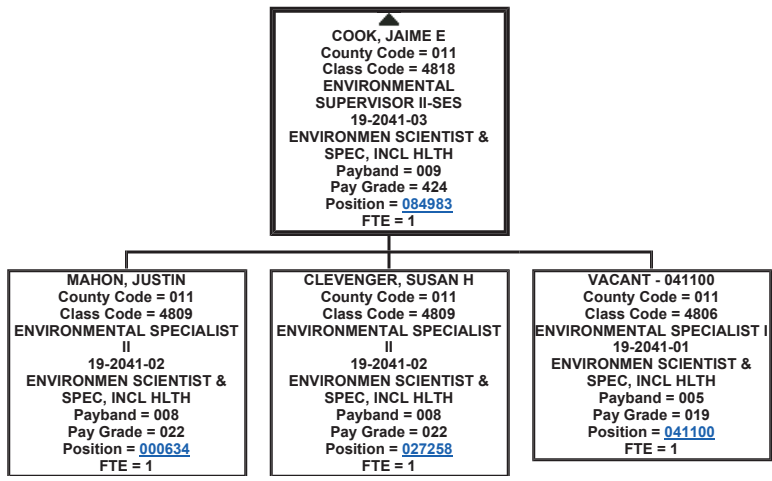 COOK, JAIME E
County Code = 011
Class Code = 4818
ENVIRONMENTAL
SUPERVISOR II-SES
19-2041-03
ENVIRONMEN SCIENTIST &
SPEC, INCL HLTH
Payband = 009
Pay Grade = 424
Position = 084983
FTE = 1
MAHON, JUSTIN
County Code = 011
Class Code = 4809
ENVIRONMENTAL SPECIALIST
II
19-2041-02
ENVIRONMEN SCIENTIST &
SPEC, INCL HLTH
Payband = 008
Pay Grade = 022
Position = 000634
FTE = 1
CLEVENGER, SUSAN H
County Code = 011
Class Code = 4809
ENVIRONMENTAL SPECIALIST
II
19-2041-02
ENVIRONMEN SCIENTIST &
SPEC, INCL HLTH
Payband = 008
Pay Grade = 022
Position = 027258
FTE = 1
VACANT - 041100
County Code = 011
Class Code = 4806
ENVIRONMENTAL SPECIALIST I
19-2041-01
ENVIRONMEN SCIENTIST &
SPEC, INCL HLTH
Payband = 005
Pay Grade = 019
Position = 041100
FTE = 1